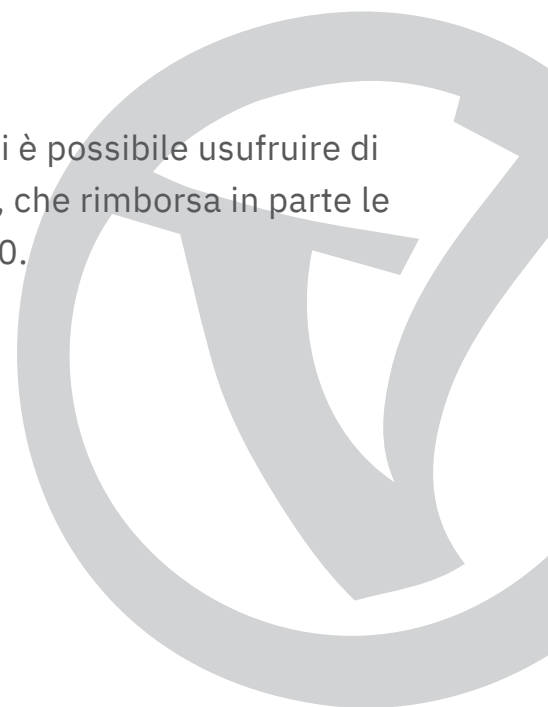 i è possibile usufruire di
, che rimborsa in parte le
0.